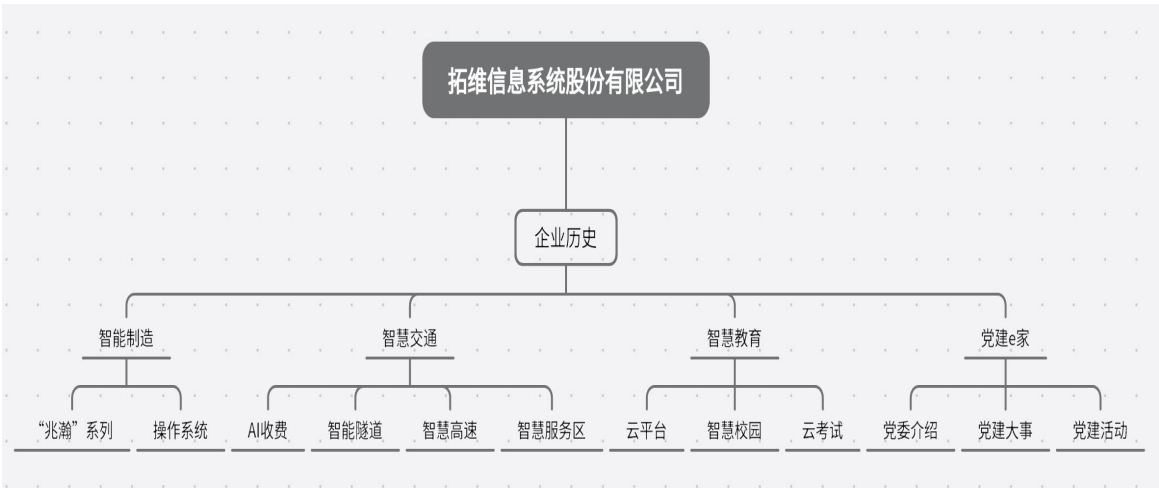 拓维信息系统股份有限公司
企业历史
智能制造
智慧交通
智慧教育
党建e家
“兆瀚”系列
操作系统
AI收费
智能隧道
智慧高速
智慧服务区
云平台
智慧校园
云考试
党委介绍
党建大事
党建活动